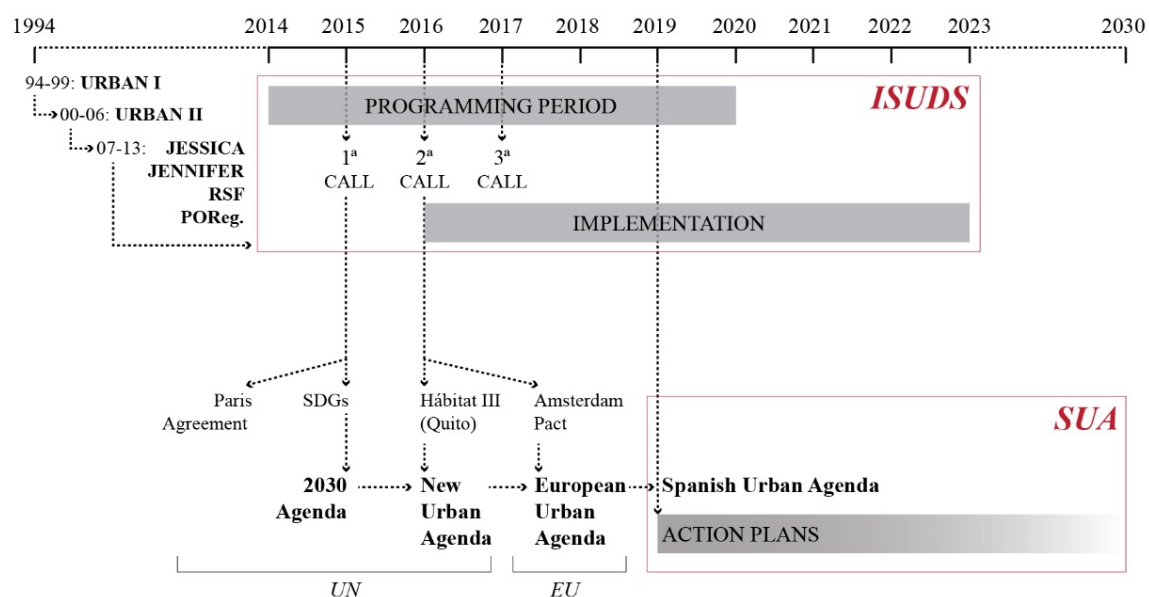 1994 2014 2015 2016 2017 2018 2019 2020 2021 2022 2023 2030
94-99: URBAN I
00-06: URBAN II
07-13: JESSICA
JENNIFER
RSF
POReg.
ISUDS
PROGRAMMING PERIOD
1ª CALL
2ª CALL
3ª CALL
IMPLEMENTATION
Paris
Agreement
SDGs
Hábitat III
(Quito)
Amsterdam
Pact
SUA
2030
Agenda
New
Urban
Agenda
European
Urban
Agenda
Spanish Urban Agenda
ACTION PLANS
UN
EU